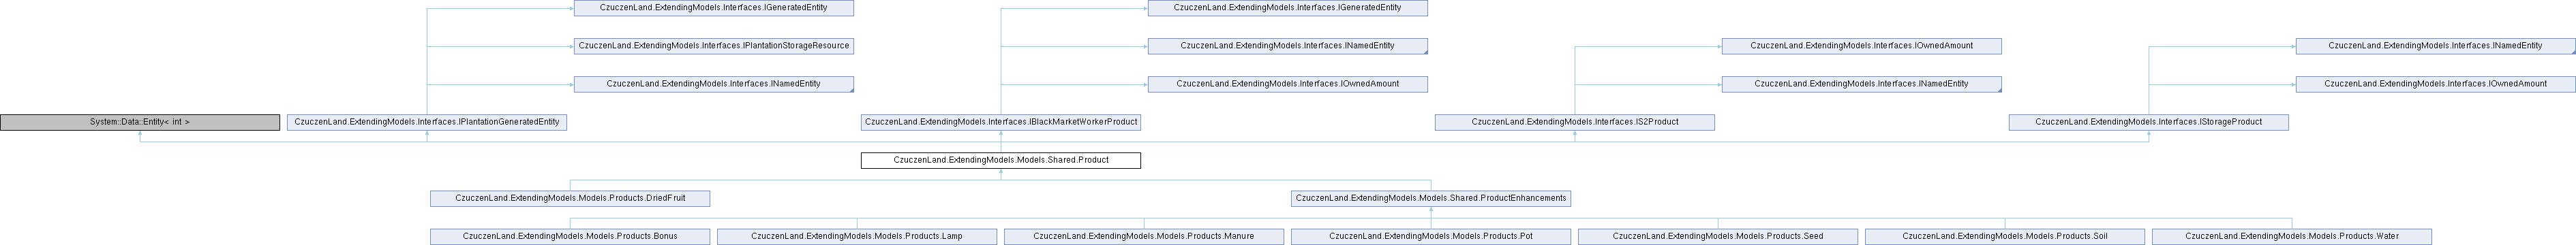 CzuczenLand.ExtendingModels.Interfaces.IGeneratedEntity
CzuczenLand.ExtendingModels.Interfaces.IGeneratedEntity
CzuczenLand.ExtendingModels.Interfaces.IPlantationStorageResource
CzuczenLand.ExtendingModels.Interfaces.INamedEntity
CzuczenLand.ExtendingModels.Interfaces.IOwnedAmount
CzuczenLand.ExtendingModels.Interfaces.INamedEntity
CzuczenLand.ExtendingModels.Interfaces.INamedEntity
CzuczenLand.ExtendingModels.Interfaces.IOwnedAmount
CzuczenLand.ExtendingModels.Interfaces.INamedEntity
CzuczenLand.ExtendingModels.Interfaces.IOwnedAmount
System::Data::Entity< int >
CzuczenLand.ExtendingModels.Interfaces.IPlantationGeneratedEntity
CzuczenLand.ExtendingModels.Interfaces.IBlackMarketWorkerProduct
CzuczenLand.ExtendingModels.Interfaces.IS2Product
CzuczenLand.ExtendingModels.Interfaces.IStorageProduct
CzuczenLand.ExtendingModels.Models.Shared.Product
CzuczenLand.ExtendingModels.Models.Products.DriedFruit
CzuczenLand.ExtendingModels.Models.Shared.ProductEnhancements
CzuczenLand.ExtendingModels.Models.Products.Bonus
CzuczenLand.ExtendingModels.Models.Products.Lamp
CzuczenLand.ExtendingModels.Models.Products.Manure
CzuczenLand.ExtendingModels.Models.Products.Pot
CzuczenLand.ExtendingModels.Models.Products.Seed
CzuczenLand.ExtendingModels.Models.Products.Soil
CzuczenLand.ExtendingModels.Models.Products.Water